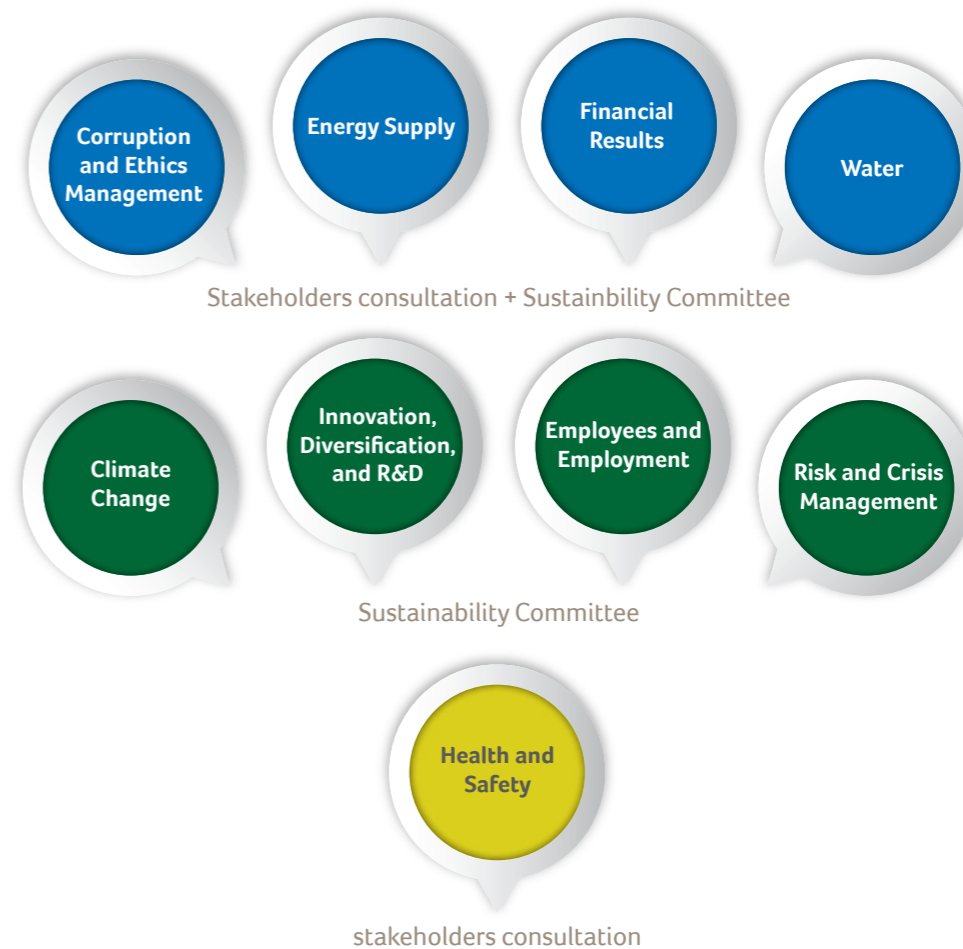 Corruption
and Ethics
Management
Energy Supply
Financial
Results
Water
Stakeholders consultation + Sustainbility Committee
Climate
Change
Innovation,
Diversification,
and R&D
Employees and
Employment
Risk and Crisis
Management
Sustainability Committee
Health and
Safety
stakeholders consultation